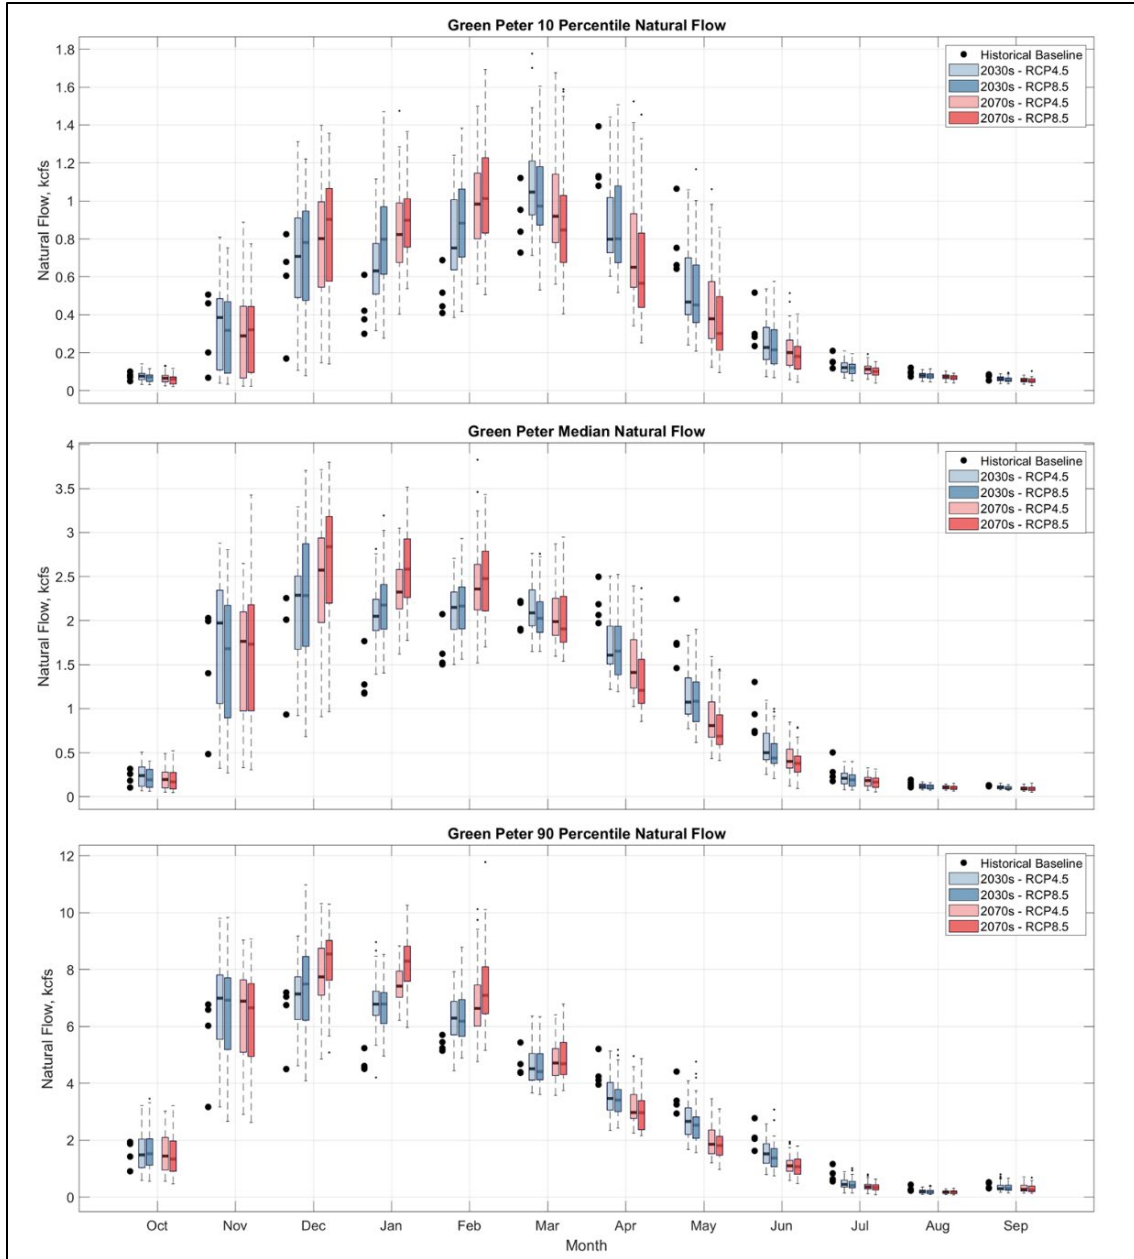 Green Peter 10 Percentile Natural Flow
Natural Flow, kcfs
1.8
1.6
1.4
1.2
1
0.8
0.6
0.4
0.2
0
Historical Baseline
2030s - RCP4.5
2030s - RCP8.5
2070s - RCP4.5
2070s - RCP8.5
Green Peter Median Natural Flow
Natural Flow, kcfs
4
3.5
3
2.5
2
1.5
1
0.5
0
Historical Baseline
2030s - RCP4.5
2030s - RCP8.5
2070s - RCP4.5
2070s - RCP8.5
Green Peter 90 Percentile Natural Flow
Natural Flow, kcfs
12
10
8
6
4
2
0
Historical Baseline
2030s - RCP4.5
2030s - RCP8.5
2070s - RCP4.5
2070s - RCP8.5
Oct Nov Dec Jan Feb Mar Apr May Jun Jul Aug Sep
Month